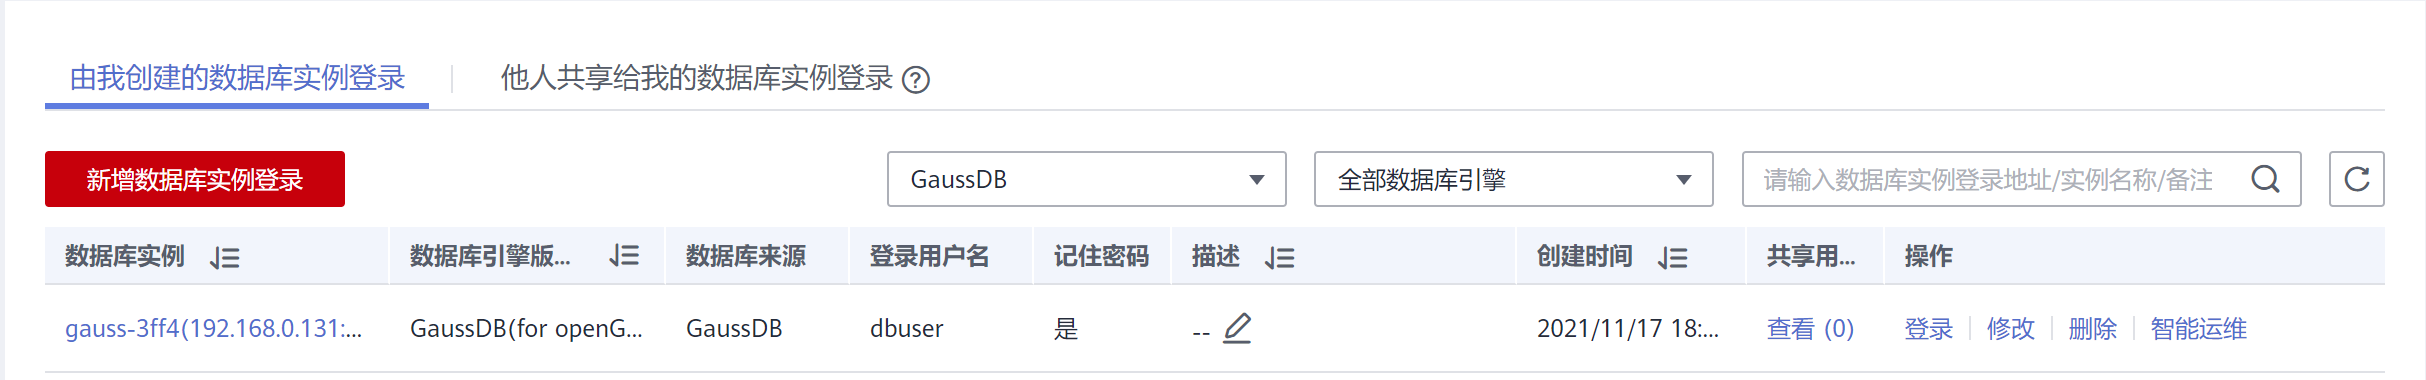 由我创建的数据库实例登录 他人共享给我的数据库实例登录 ?
新增数据库实例登录 GaussDB 全部数据库引擎 请输入数据库实例登录地址/实例名称/备注
数据库实例 数据库引擎版... 数据库来源 登录用户名 记住密码 描述 创建时间 共享用... 操作
gauss-3ff4(192.168.0.131:... GaussDB(for openG... GaussDB dbuser 是 -- 2021/11/17 18:... 查看 (0) 登录 修改 删除 智能运维